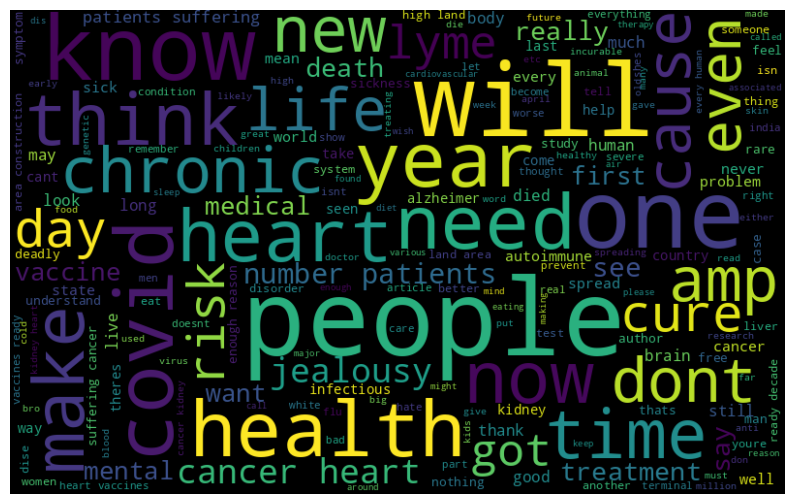 symptom
dis
patients suffering
know
new
lyme
high land
die
body
future
everything
therapy
made
called
someone
cause
even
will
really
last
incurable
much
feel
isn
mean
death
cardiovascular
let
etc
animal
many
think
life
sick
sickness
every
become
april
tell
olanches
every human
associated
thing
early
condition
likely
treating
week
worse
gave
skin
area construction
genetic
remember
great
world
show
wish
help
india
high
chronic
year
study
human
severe
rare
may
children
take
come
healthy
air
never
cant
system
isnt
found
thought
first
problem
look
food
sleep
seen
diet
word
alzheimer
died
right
either
long
medical
day
covid
heart
need
one
deadly
men
doctor
various
land area
country
case
read
vaccine
risk
number patients
autoimmune
spreading
see
amp
state
disorder
article
better
mind
prevent
spread
understand
eat
enough reason
enough
eating
real
please
cold
kidney heart
used
doesnt
care
put
making
test
cure
author
liver
research
vaccines ready
theres
live
virus
people
major
brain
free
cancer
far
make
suffering cancer
jealousy
might
now
dont
ready decade
bro
want
infectious
kidney
thats
anti
blood
cancer kidney
call
white
flu
big
hate
give
kids
still
man
youre
way
health
bad
thank
got
time
say
don
reason
dise
mental
part
good
must
women
heart vaccines
cancer heart
around
nothing
keep
treatment
another
terminal
million
well